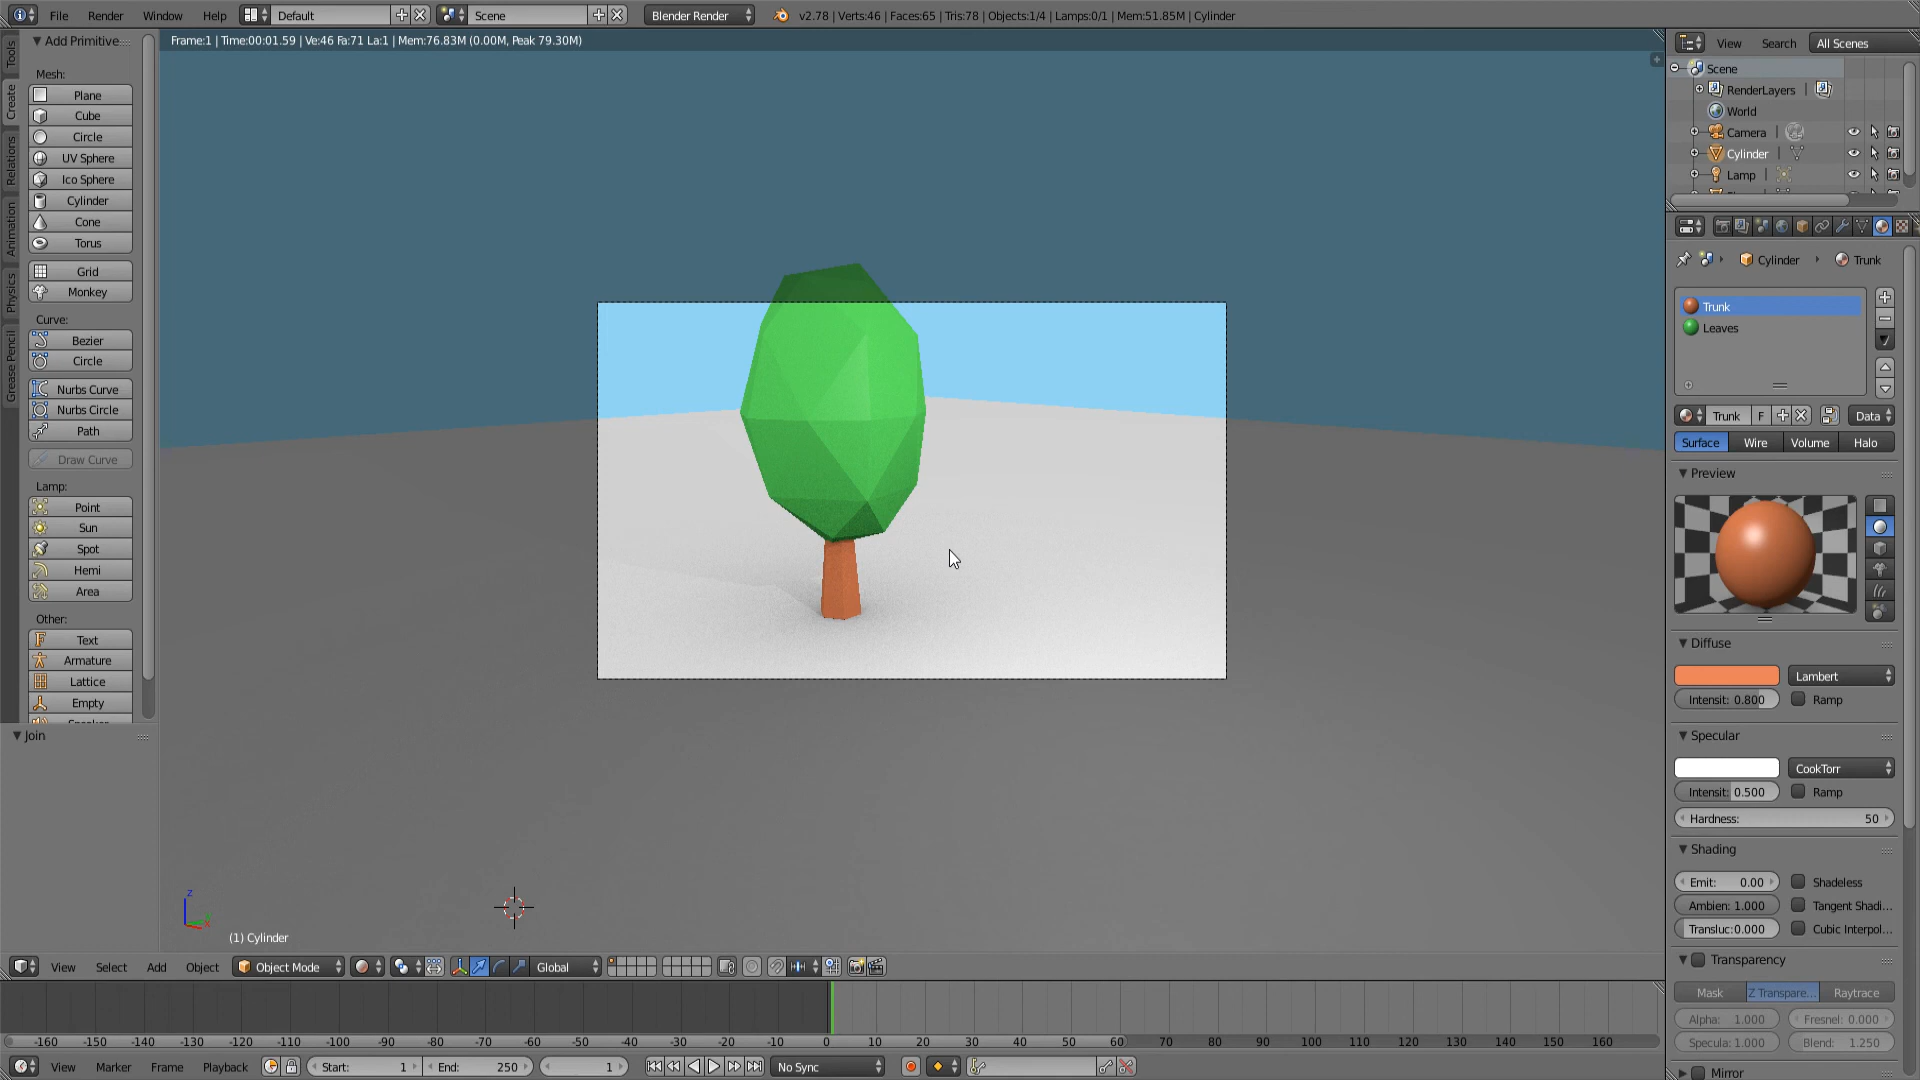 File Render Window Help Default Scene Blender Render v2.78 | Verts:46 | Faces:65 | Tris:78 | Objects:1/4 | Lamps:0/1 | Mem:51.85M | Cylinder
Frame:1 | Time:00:01.59 | Ve:46 Fa:71 La:1 | Mem:76.83M (0.00M, Peak 79.30M)
Tools
Create
Relations
Animation
Physics
Grease Pencil
Add Primitive
Mesh:
Plane
Cube
Circle
UV Sphere
Ico Sphere
Cylinder
Cone
Torus
Grid
Monkey
Curve:
Bezier
Circle
Nurbs Curve
Nurbs Circle
Path
Draw Curve
Lamp:
Point
Sun
Spot
Hemi
Area
Other:
Text
Armature
Lattice
Empty
Join
z
(1) Cylinder
View Select Add Object Object Mode Global
-160 -150 -140 -130 -120 -110 -100 -90 -80 -70 -60 -50 -40 -30 -20 -10 0 10 20 30 40 50 60 70 80 90 100 110 120 130 140 150 160
View Marker Frame Playback Start: 1 End: 250 1 No Sync
View Search All Scenes
Scene
RenderLayers
World
Camera
Cylinder
Lamp
Cylinder Trunk
Trunk
Leaves
Trunk F Data
Surface Wire Volume Halo
Preview
Diffuse
Lambert
Intensit: 0.800 Ramp
Specular
CookTorr
Intensit: 0.500 Ramp
Hardness: 50
Shading
Emit: 0.00 Shadeless
Ambien: 1.000 Tangent Shadi...
Transluc:0.000 Cubic Interpol...
Transparency
Mask Z Transpare... Raytrace
Alpha: 1.000 Fresnel: 0.000
Specula: 1.000 Blend: 1.250
Mirror